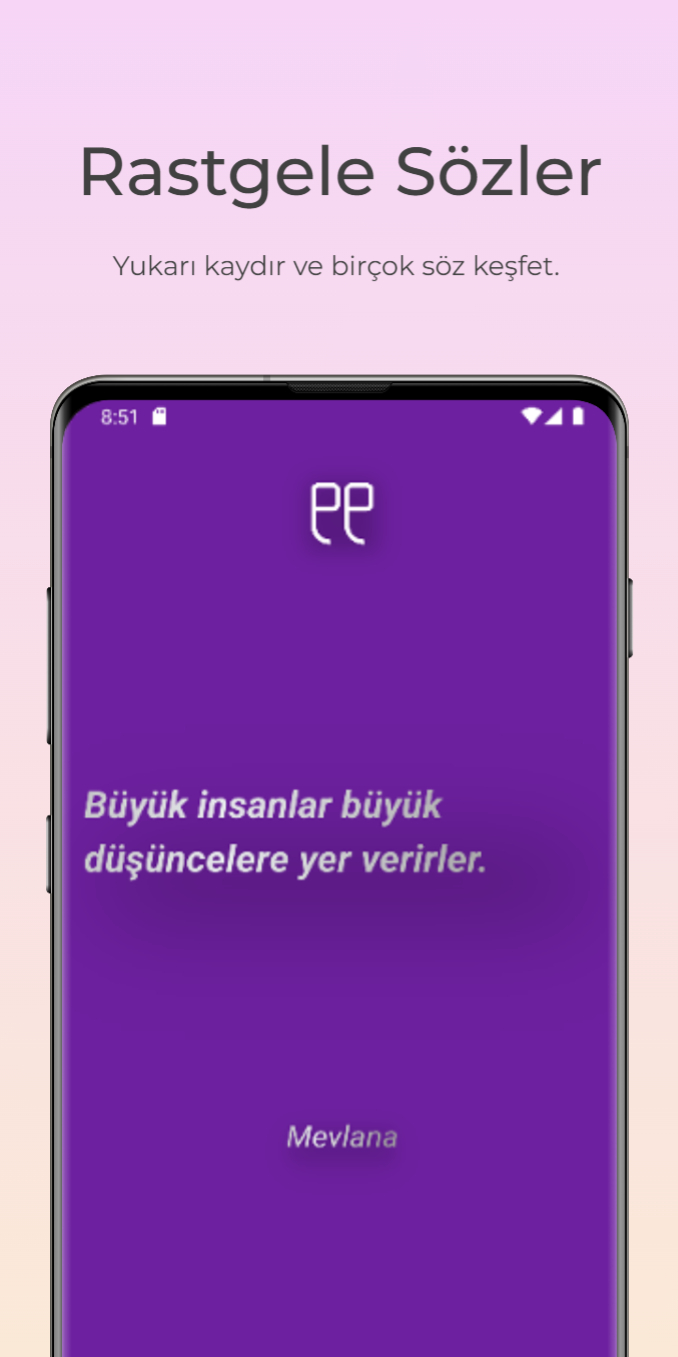 Rastgele Sözler
Yukarı kaydır ve birçok söz keşfet.
8:51
Büyük insanlar büyük
düşüncelere yer verirler.
Mevlana